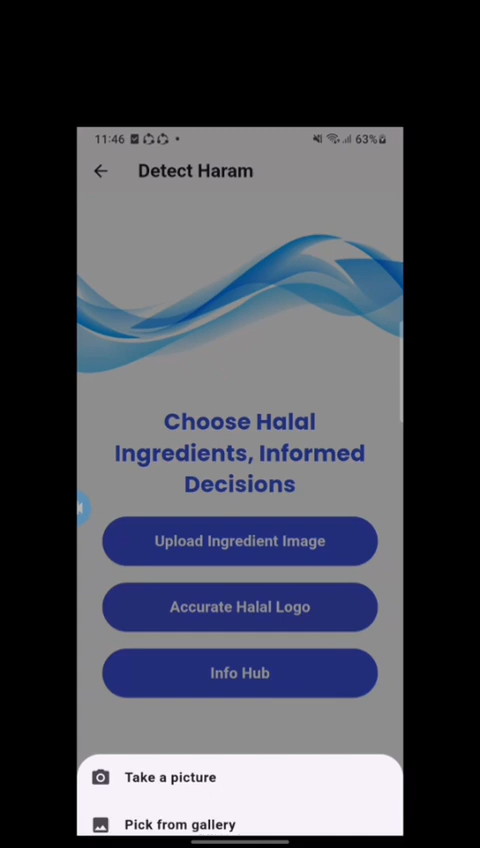 11:46
63%
Detect Haram
Choose Halal
Ingredients, Informed
Decisions
Upload Ingredient Image
Accurate Halal Logo
Info Hub
Take a picture
Pick from gallery